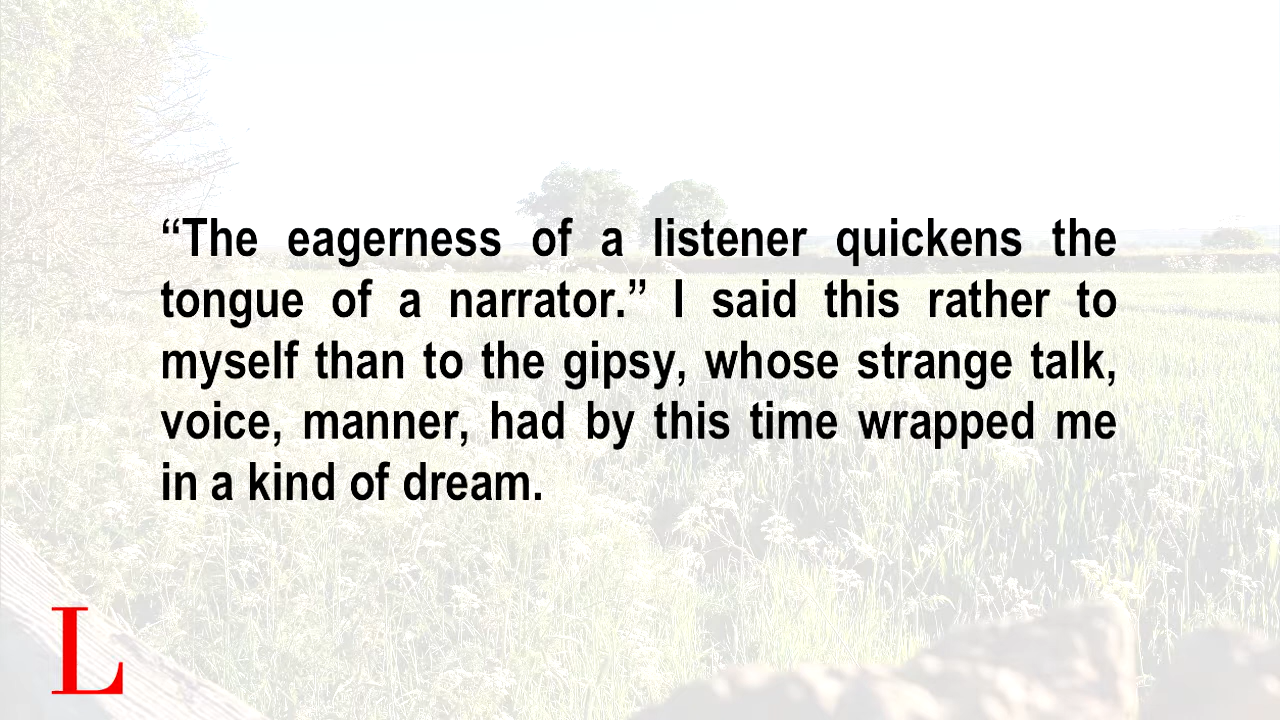 “The eagerness of a listener quickens the
tongue of a narrator.” I said this rather to
myself than to the gipsy, whose strange talk,
voice, manner, had by this time wrapped me
in a kind of dream.
L